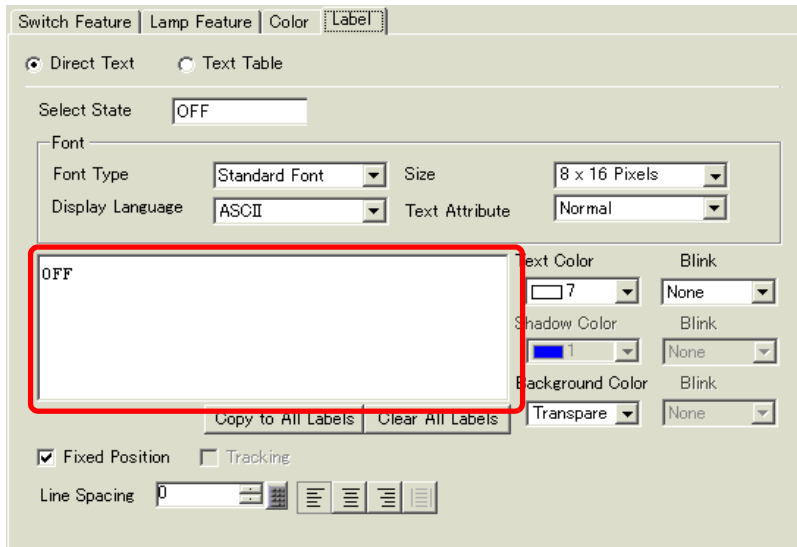 Switch Feature Lamp Feature Color Label
Direct Text Text Table
Select State OFF
Font
Font Type Standard Font Size 8 x 16 Pixels
Display Language ASCII Text Attribute Normal
OFF
Text Color Blink
7 None
Shadow Color Blink
1 None
Background Color Blink
Transpare None
Copy to All Labels Clear All Labels
Fixed Position Tracking
Line Spacing 0